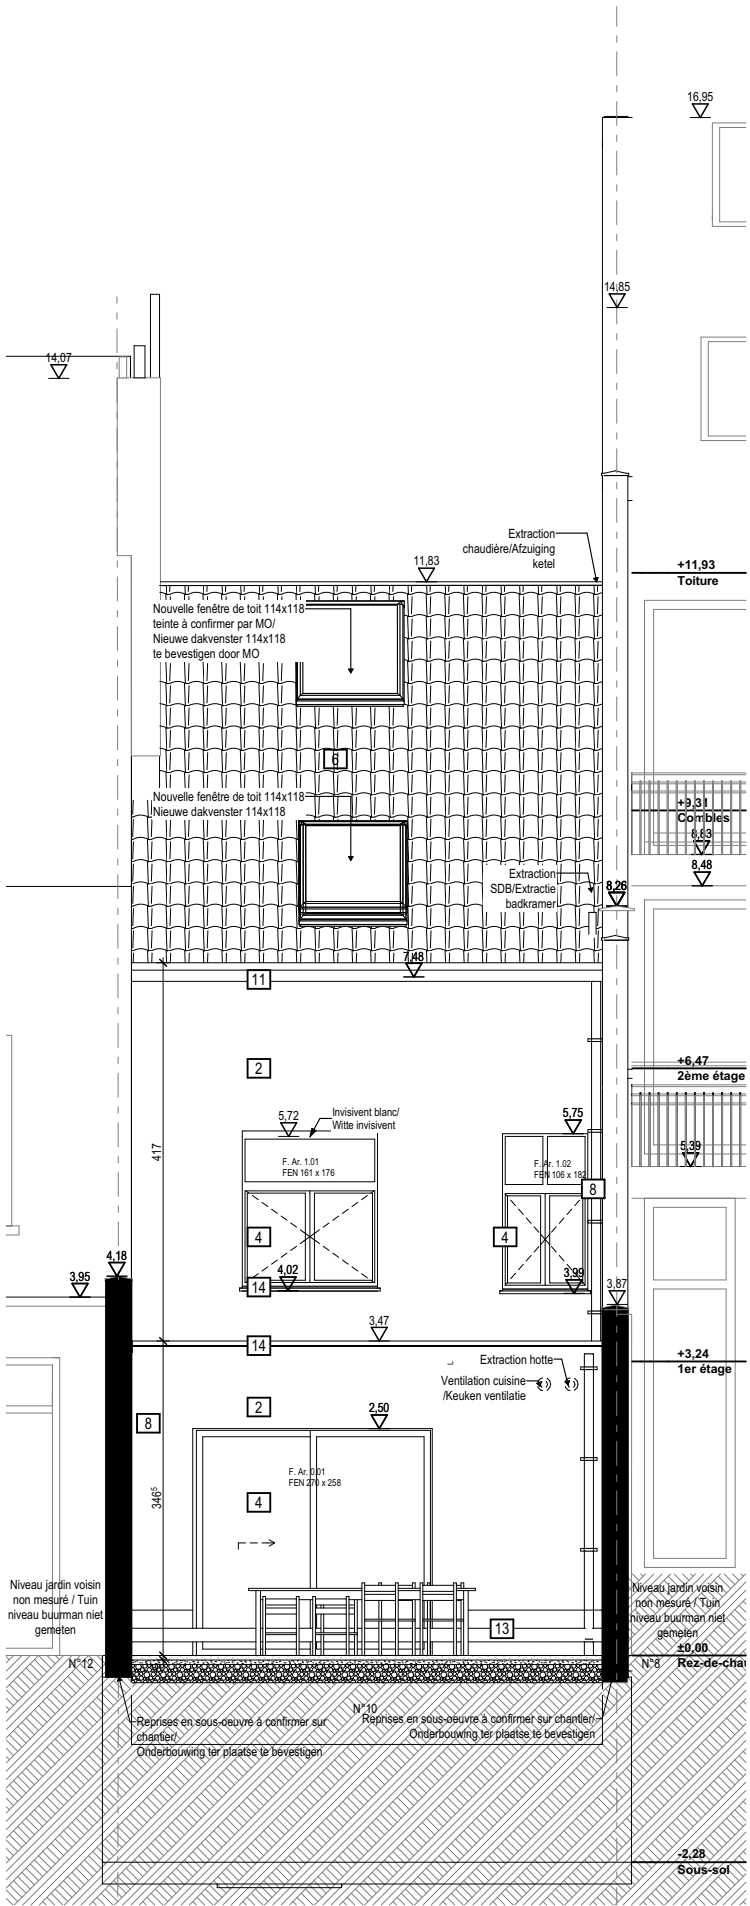 16,95
14,85
14,07
Extraction
chaudière/Afzuiging
ketel
11,83
+11,93
Toiture
Nouvelle fenêtre de toit 114x118
teinte à confirmer par MO/
Nieuwe dakvenster 114x118
te bevestigen door MO
6
Nouvelle fenêtre de toit 114x118
Nieuwe dakvenster 114x118
+9,31
Combles
8,83
8,48
Extraction
SDB/Extractie
badkramer
8,26
7,48
11
2
+6,47
2ème étage
5,72
Invisivent blanc/
Witte invisivent
5,75
5,39
417
F. Ar. 1.01
FEN 161 x 176
F. Ar. 1.02
FEN 106 x 182
8
4
4
4,18
3,95
4,02
14
3,99
3,87
3,47
14
+3,24
1er étage
Extraction hotte
Ventilation cuisine
/Keuken ventilatie
8
2
2,50
F. Ar. 0.01
FEN 270 x 258
4
346⁵
Niveau jardin voisin
non mesuré / Tuin
niveau buurman niet
gemeten
Niveau jardin voisin
non mesuré / Tuin
niveau buurman niet
gemeten
13
±0,00
N°12
N°8
Rez-de-chau
N°10
Reprises en sous-oeuvre à confirmer sur
chantier/
Onderbouwing ter plaatse te bevestigen
Reprises en sous-oeuvre à confirmer sur chantier/
Onderbouwing ter plaatse te bevestigen
-2,28
Sous-sol